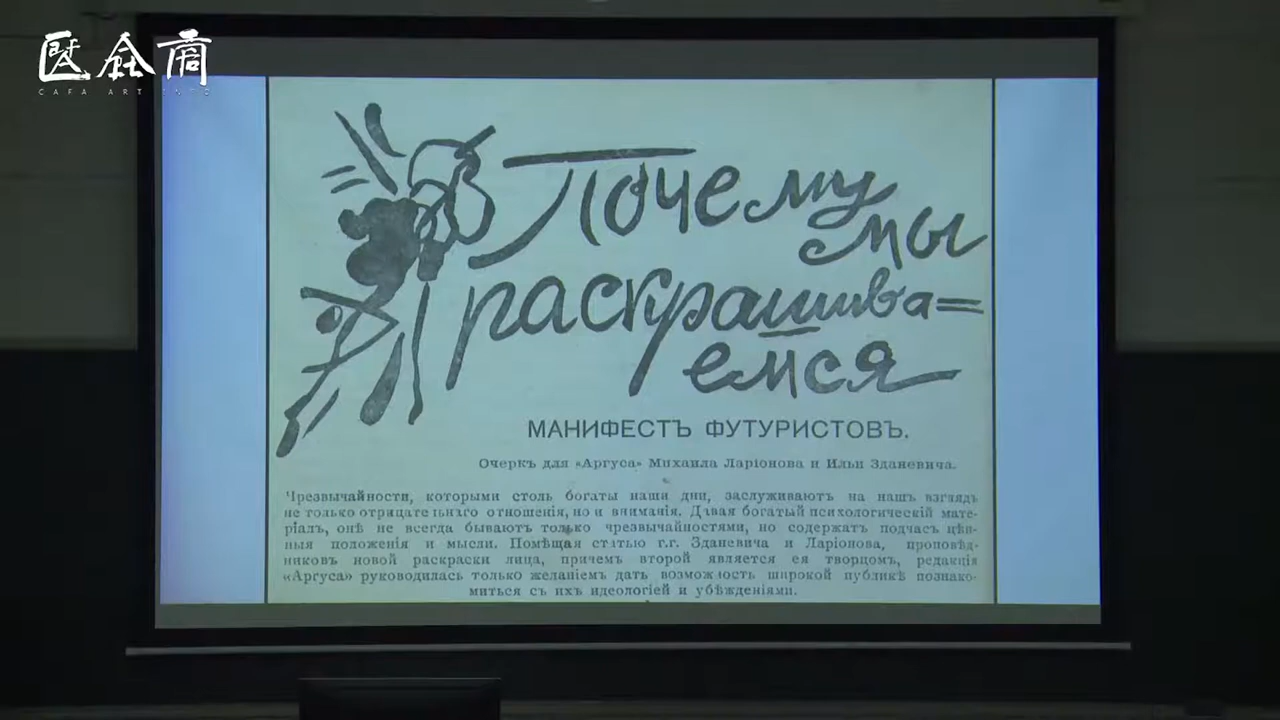 CAFA ART INFO
Почему
мы
раскрашива=
емся
МАНИФЕСТЪ ФУТУРИСТОВЪ.
Очеркъ для «Аргуса» Михаила Ларіонова и Ильи Зданевича.
Чрезвычайности, которыми столь богаты наши дни, заслуживаютъ на нашъ взглядъ
не только отрицательнаго отношенія, но и вниманія. Давая богатый психологическій мате-
ріалъ, онѣ не всегда бываютъ только чрезвычайностями, но содержатъ подчасъ цѣн-
ныя положенія и мысли. Помѣщая статью г.г. Зданевича и Ларіонова, проповѣд-
никовъ новой раскраски лица, причемъ второй является ея творцомъ, редакція
«Аргуса» руководилась только желаніемъ дать возможность широкой публикѣ познако-
миться съ ихъ идеологіей и убѣжденіями.